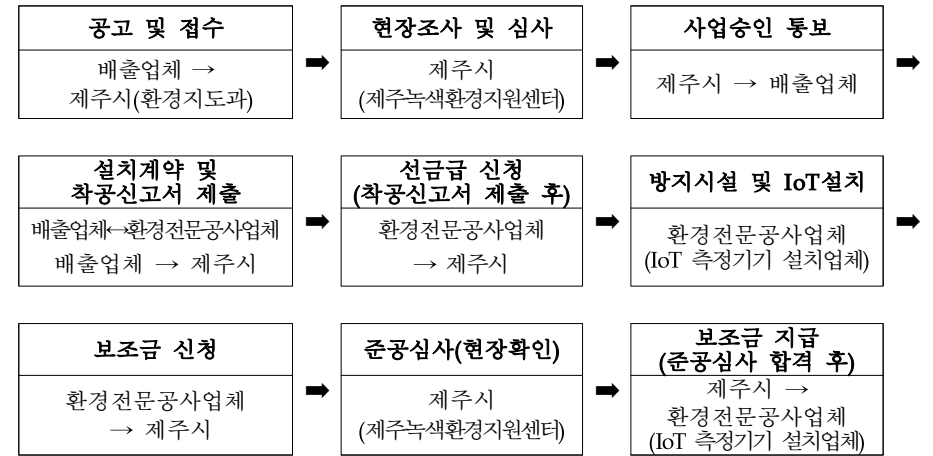 공고 및 접수
배출업체 →
제주시(환경지도과)
현장조사 및 심사
제주시
(제주녹색환경지원센터)
사업승인 통보
제주시 → 배출업체
설치계약 및
착공신고서 제출
배출업체↔환경전문공사업체
배출업체 → 제주시
선금급 신청
(착공신고서 제출 후)
환경전문공사업체
→ 제주시
방지시설 및 IoT설치
환경전문공사업체
(IoT 측정기기 설치업체)
보조금 신청
환경전문공사업체
→ 제주시
준공심사(현장확인)
제주시
(제주녹색환경지원센터)
보조금 지급
(준공심사 합격 후)
제주시 →
환경전문공사업체
(IoT 측정기기 설치업체)